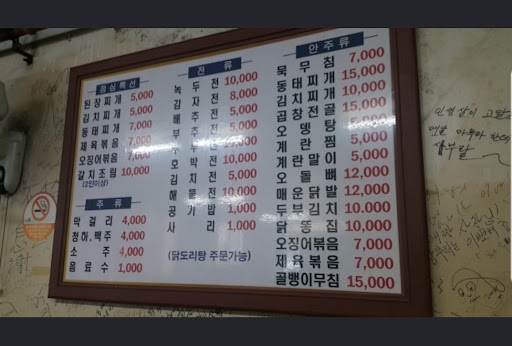 점심특선
된장찌개 5,000
김치찌개 5,000
동태찌개 7,000
제육볶음 7,000
오징어볶음 7,000
갈치조림 10,000
(2인이상)
주류
막걸리 4,000
청하,백주 4,000
소주 4,000
음료수 1,000
전류
녹두전 10,000
감자전 8,000
배추전 5,000
부추전 5,000
전
호박전 5,000
김치전 5,000
해물전 10,000
공기밥 1,000
사리 1,000
(닭도리탕 주문가능)
안주류
묵무침 7,000
동태찌개 15,000
김치찌개 10,000
곱창전골 15,000
오뎅탕 5,000
계란찜 5,000
계란말이 5,000
오돌뼈 12,000
매운닭발 12,000
두부김치 10.000
닭똥집 10,000
오징어볶음 7,000
제육볶음 7,000
골뱅이무침 15,000